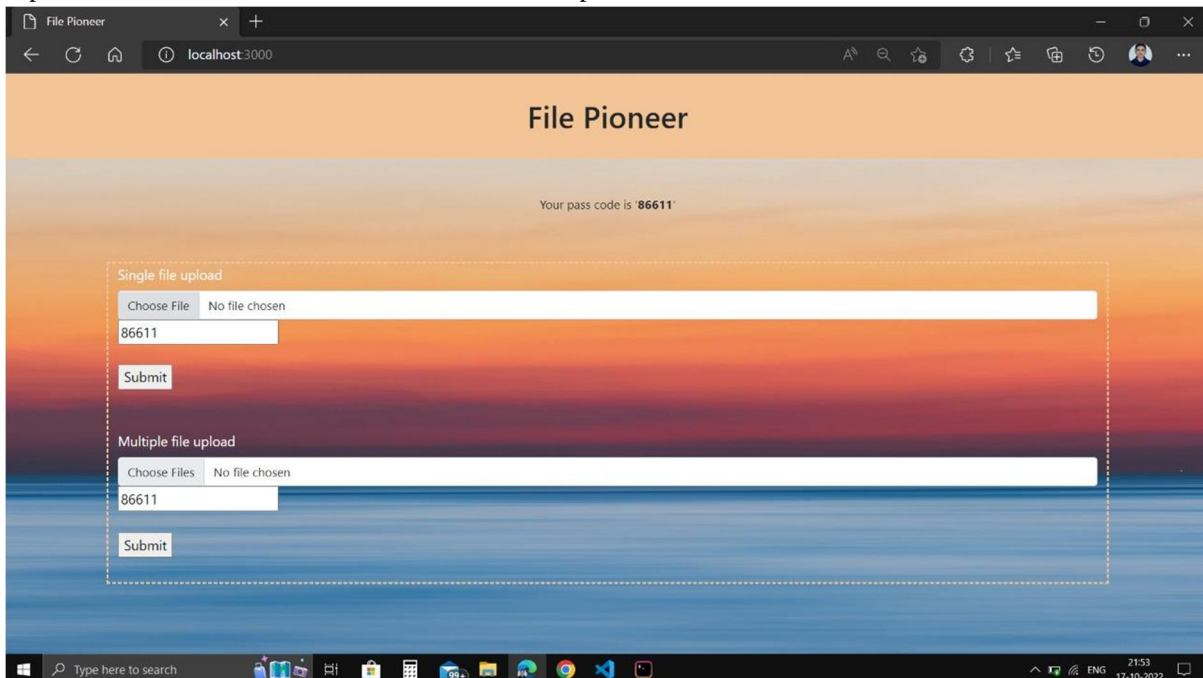 File Pioneer
localhost:3000
File Pioneer
Your pass code is '86611'
Single file upload
Choose File No file chosen
86611
Submit
Multiple file upload
Choose Files No file chosen
86611
Submit
Type here to search
99+
ENG
21:53
17-10-2022